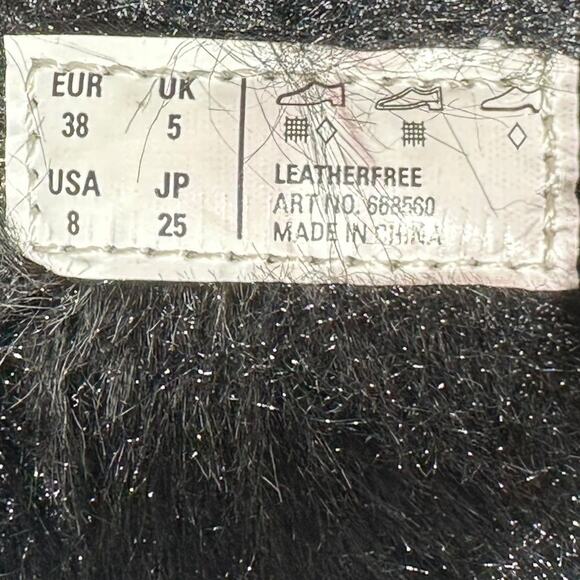 EUR UK
38 5
USA JP
8 25
LEATHERFREE
ART NO. 668560
MADE IN CHINA